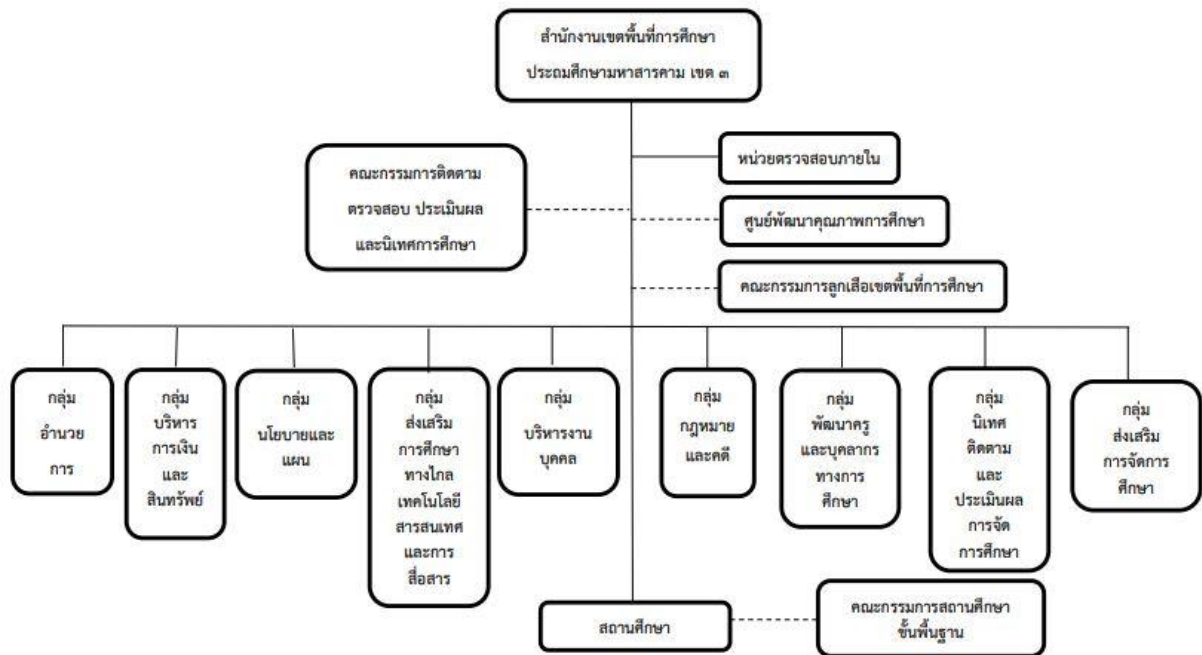 สำนักงานเขตพื้นที่การศึกษา
ประถมศึกษามหาสารคาม เขต ๓
หน่วยตรวจสอบภายใน
คณะกรรมการติดตาม
ตรวจสอบ ประเมินผล
และนิเทศการศึกษา
ศูนย์พัฒนาคุณภาพการศึกษา
คณะกรรมการลูกเสือเขตพื้นที่การศึกษา
กลุ่ม
อำนวย
การ
กลุ่ม
บริหาร
การเงิน
และ
สินทรัพย์
กลุ่ม
นโยบายและ
แผน
กลุ่ม
ส่งเสริม
การศึกษา
ทางไกล
เทคโนโลยี
สารสนเทศ
และการ
สื่อสาร
กลุ่ม
บริหารงาน
บุคคล
กลุ่ม
กฎหมาย
และคดี
กลุ่ม
พัฒนาครู
และบุคลากร
ทางการ
ศึกษา
กลุ่ม
นิเทศ
ติดตาม
และ
ประเมินผล
การจัด
การศึกษา
กลุ่ม
ส่งเสริม
การจัดการ
ศึกษา
สถานศึกษา
คณะกรรมการสถานศึกษา
ขั้นพื้นฐาน